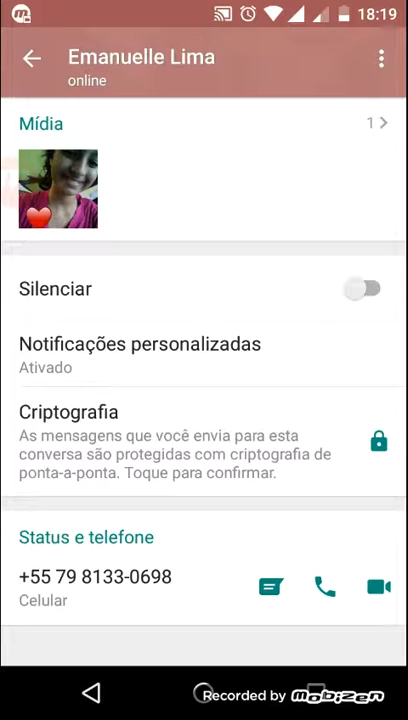 18:19
Emanuelle Lima
online
Mídia
1
Silenciar
Notificações personalizadas
Ativado
Criptografia
As mensagens que você envia para esta
conversa são protegidas com criptografia de
ponta-a-ponta. Toque para confirmar.
Status e telefone
+55 79 8133-0698
Celular
Recorded by mobizen